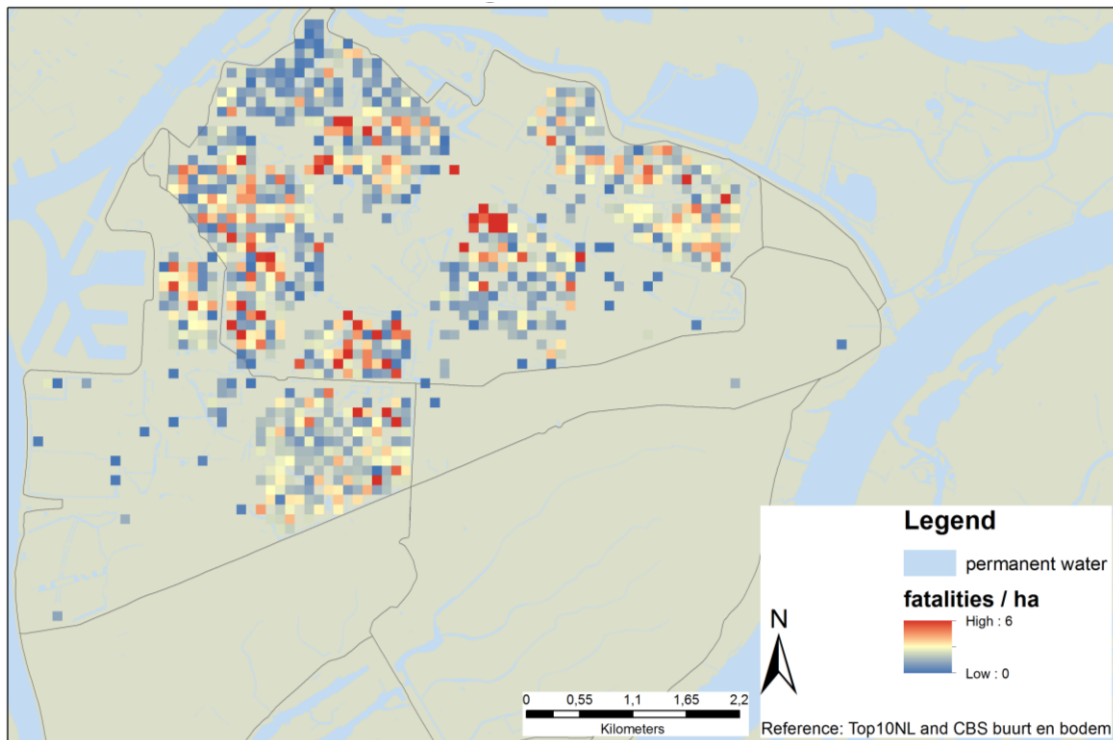 Legend
permanent water
fatalities / ha
High : 6
Low : 0
N
0 0,55 1,1 1,65 2,2
Kilometers
Reference: Top10NL and CBS buurt en bodem